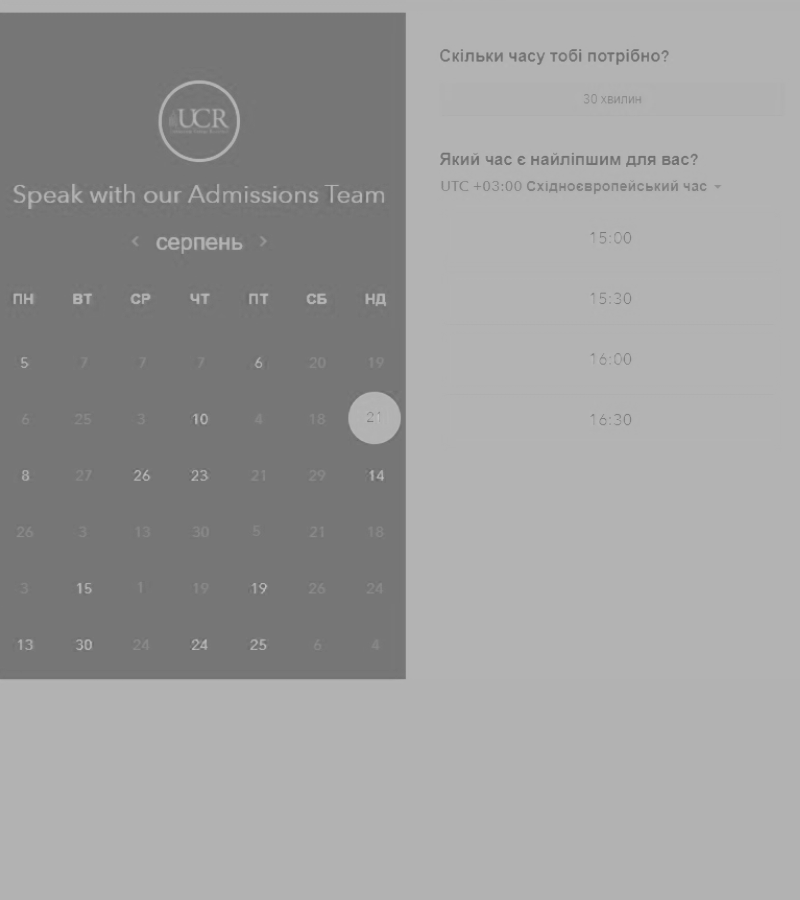 UCR
Speak with our Admissions Team
серпень
ПН ВТ СР ЧТ ПТ СБ НД
5 7 7 7 6 20 19
6 25 3 10 4 18 21
8 27 26 23 21 29 14
26 3 13 30 5 21 18
3 15 1 19 19 26 24
13 30 24 24 25 6 4
Скільки часу тобі потрібно?
30 хвилин
Який час є найліпшим для вас?
UTC +03:00 Східноєвропейський час
15:00
15:30
16:00
16:30